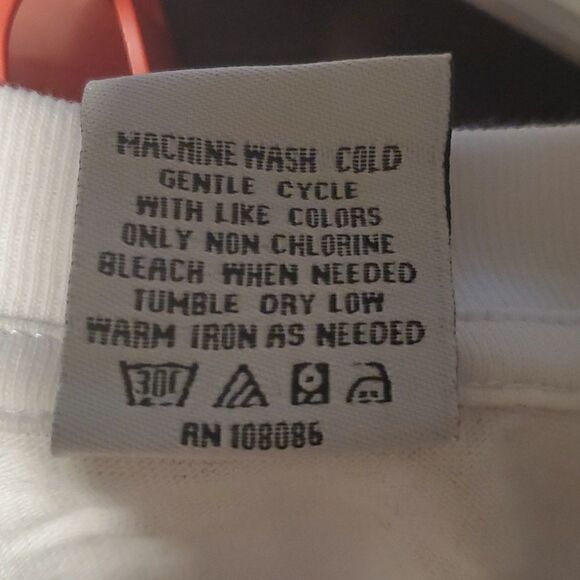 MACHINE WASH COLD
GENTLE CYCLE
WITH LIKE COLORS
ONLY NON CHLORINE
BLEACH WHEN NEEDED
TUMBLE DRY LOW
WARM IRON AS NEEDED
30C
RN 108086